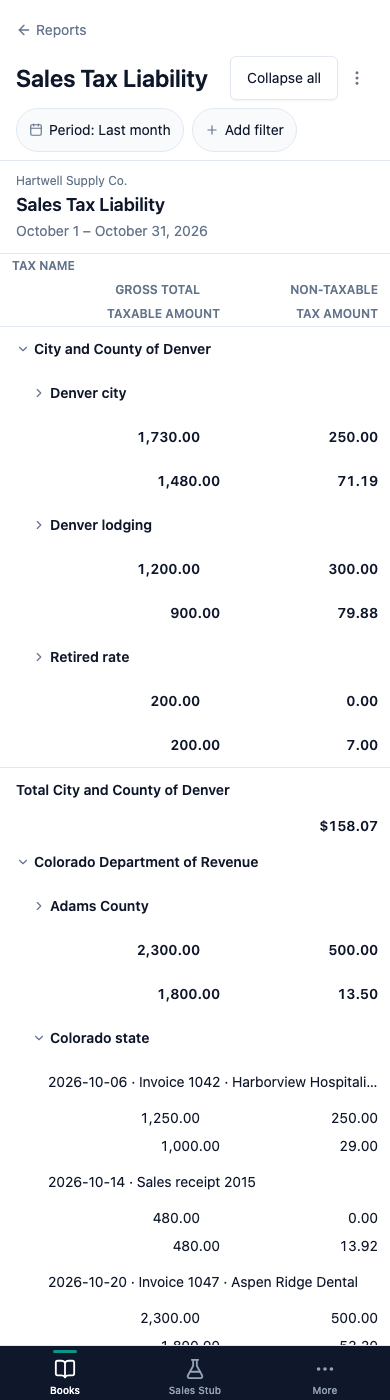 Reports
Sales Tax Liability
Collapse all
Period: Last month
Add filter
Hartwell Supply Co.
Sales Tax Liability
October 1 – October 31, 2026
TAX NAME
GROSS TOTAL NON-TAXABLE
TAXABLE AMOUNT TAX AMOUNT
City and County of Denver
Denver city
1,730.00 250.00
1,480.00 71.19
Denver lodging
1,200.00 300.00
900.00 79.88
Retired rate
200.00 0.00
200.00 7.00
Total City and County of Denver
$158.07
Colorado Department of Revenue
Adams County
2,300.00 500.00
1,800.00 13.50
Colorado state
2026-10-06 · Invoice 1042 · Harborview Hospitali...
1,250.00 250.00
1,000.00 29.00
2026-10-14 · Sales receipt 2015
480.00 0.00
480.00 13.92
2026-10-20 · Invoice 1047 · Aspen Ridge Dental
2,300.00 500.00
Books Sales Stub More